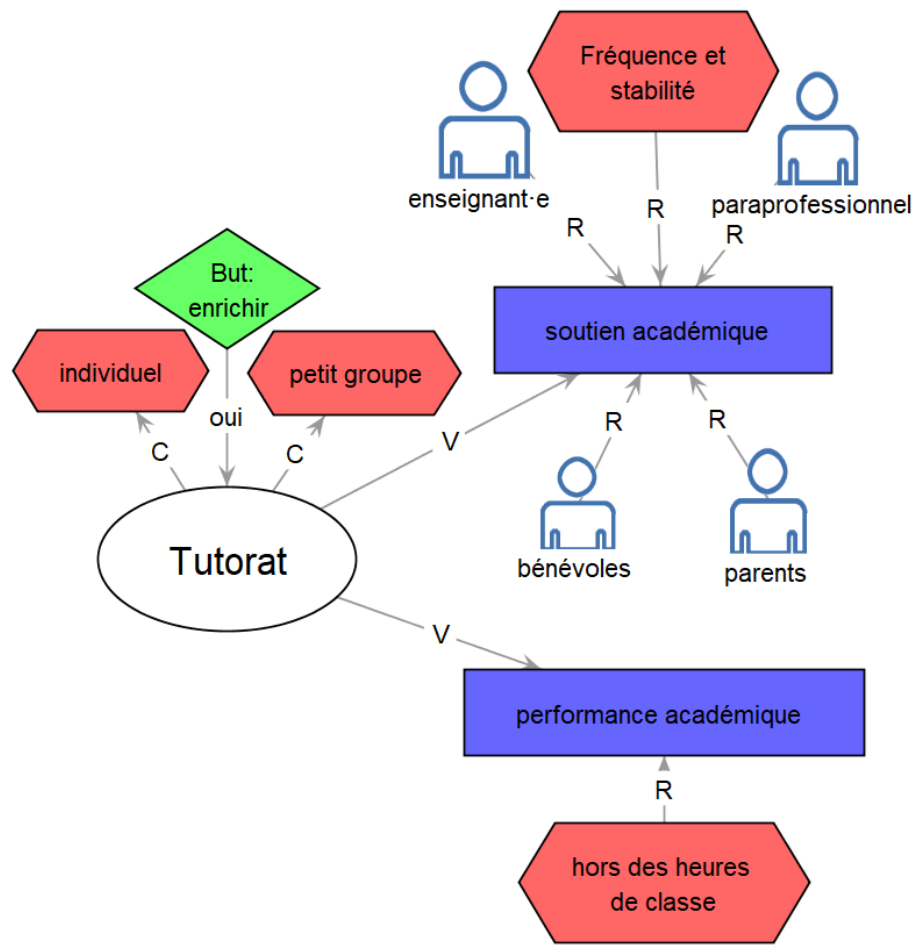 Fréquence et
stabilité
enseignant·e
paraprofessionnel
R
R
R
But:
enrichir
soutien académique
individuel
petit groupe
oui
C
C
V
R
R
Tutorat
bénévoles
parents
V
performance académique
R
hors des heures
de classe